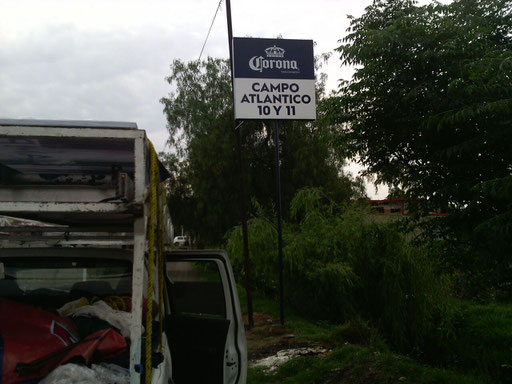 Corona
CAMPO
ATLANTICO
10 Y 11